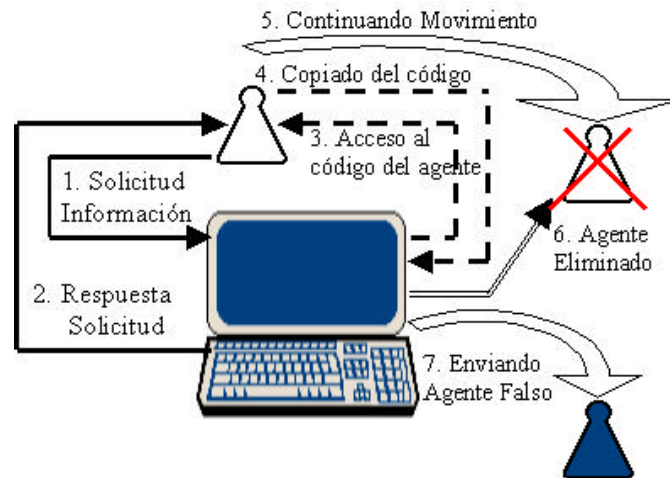 5. Continuando Movimiento
4. Copiado del código
3. Acceso al
código del agente
1. Solicitud
Información
6. Agente
Eliminado
2. Respuesta
Solicitud
7. Enviando
Agente Falso